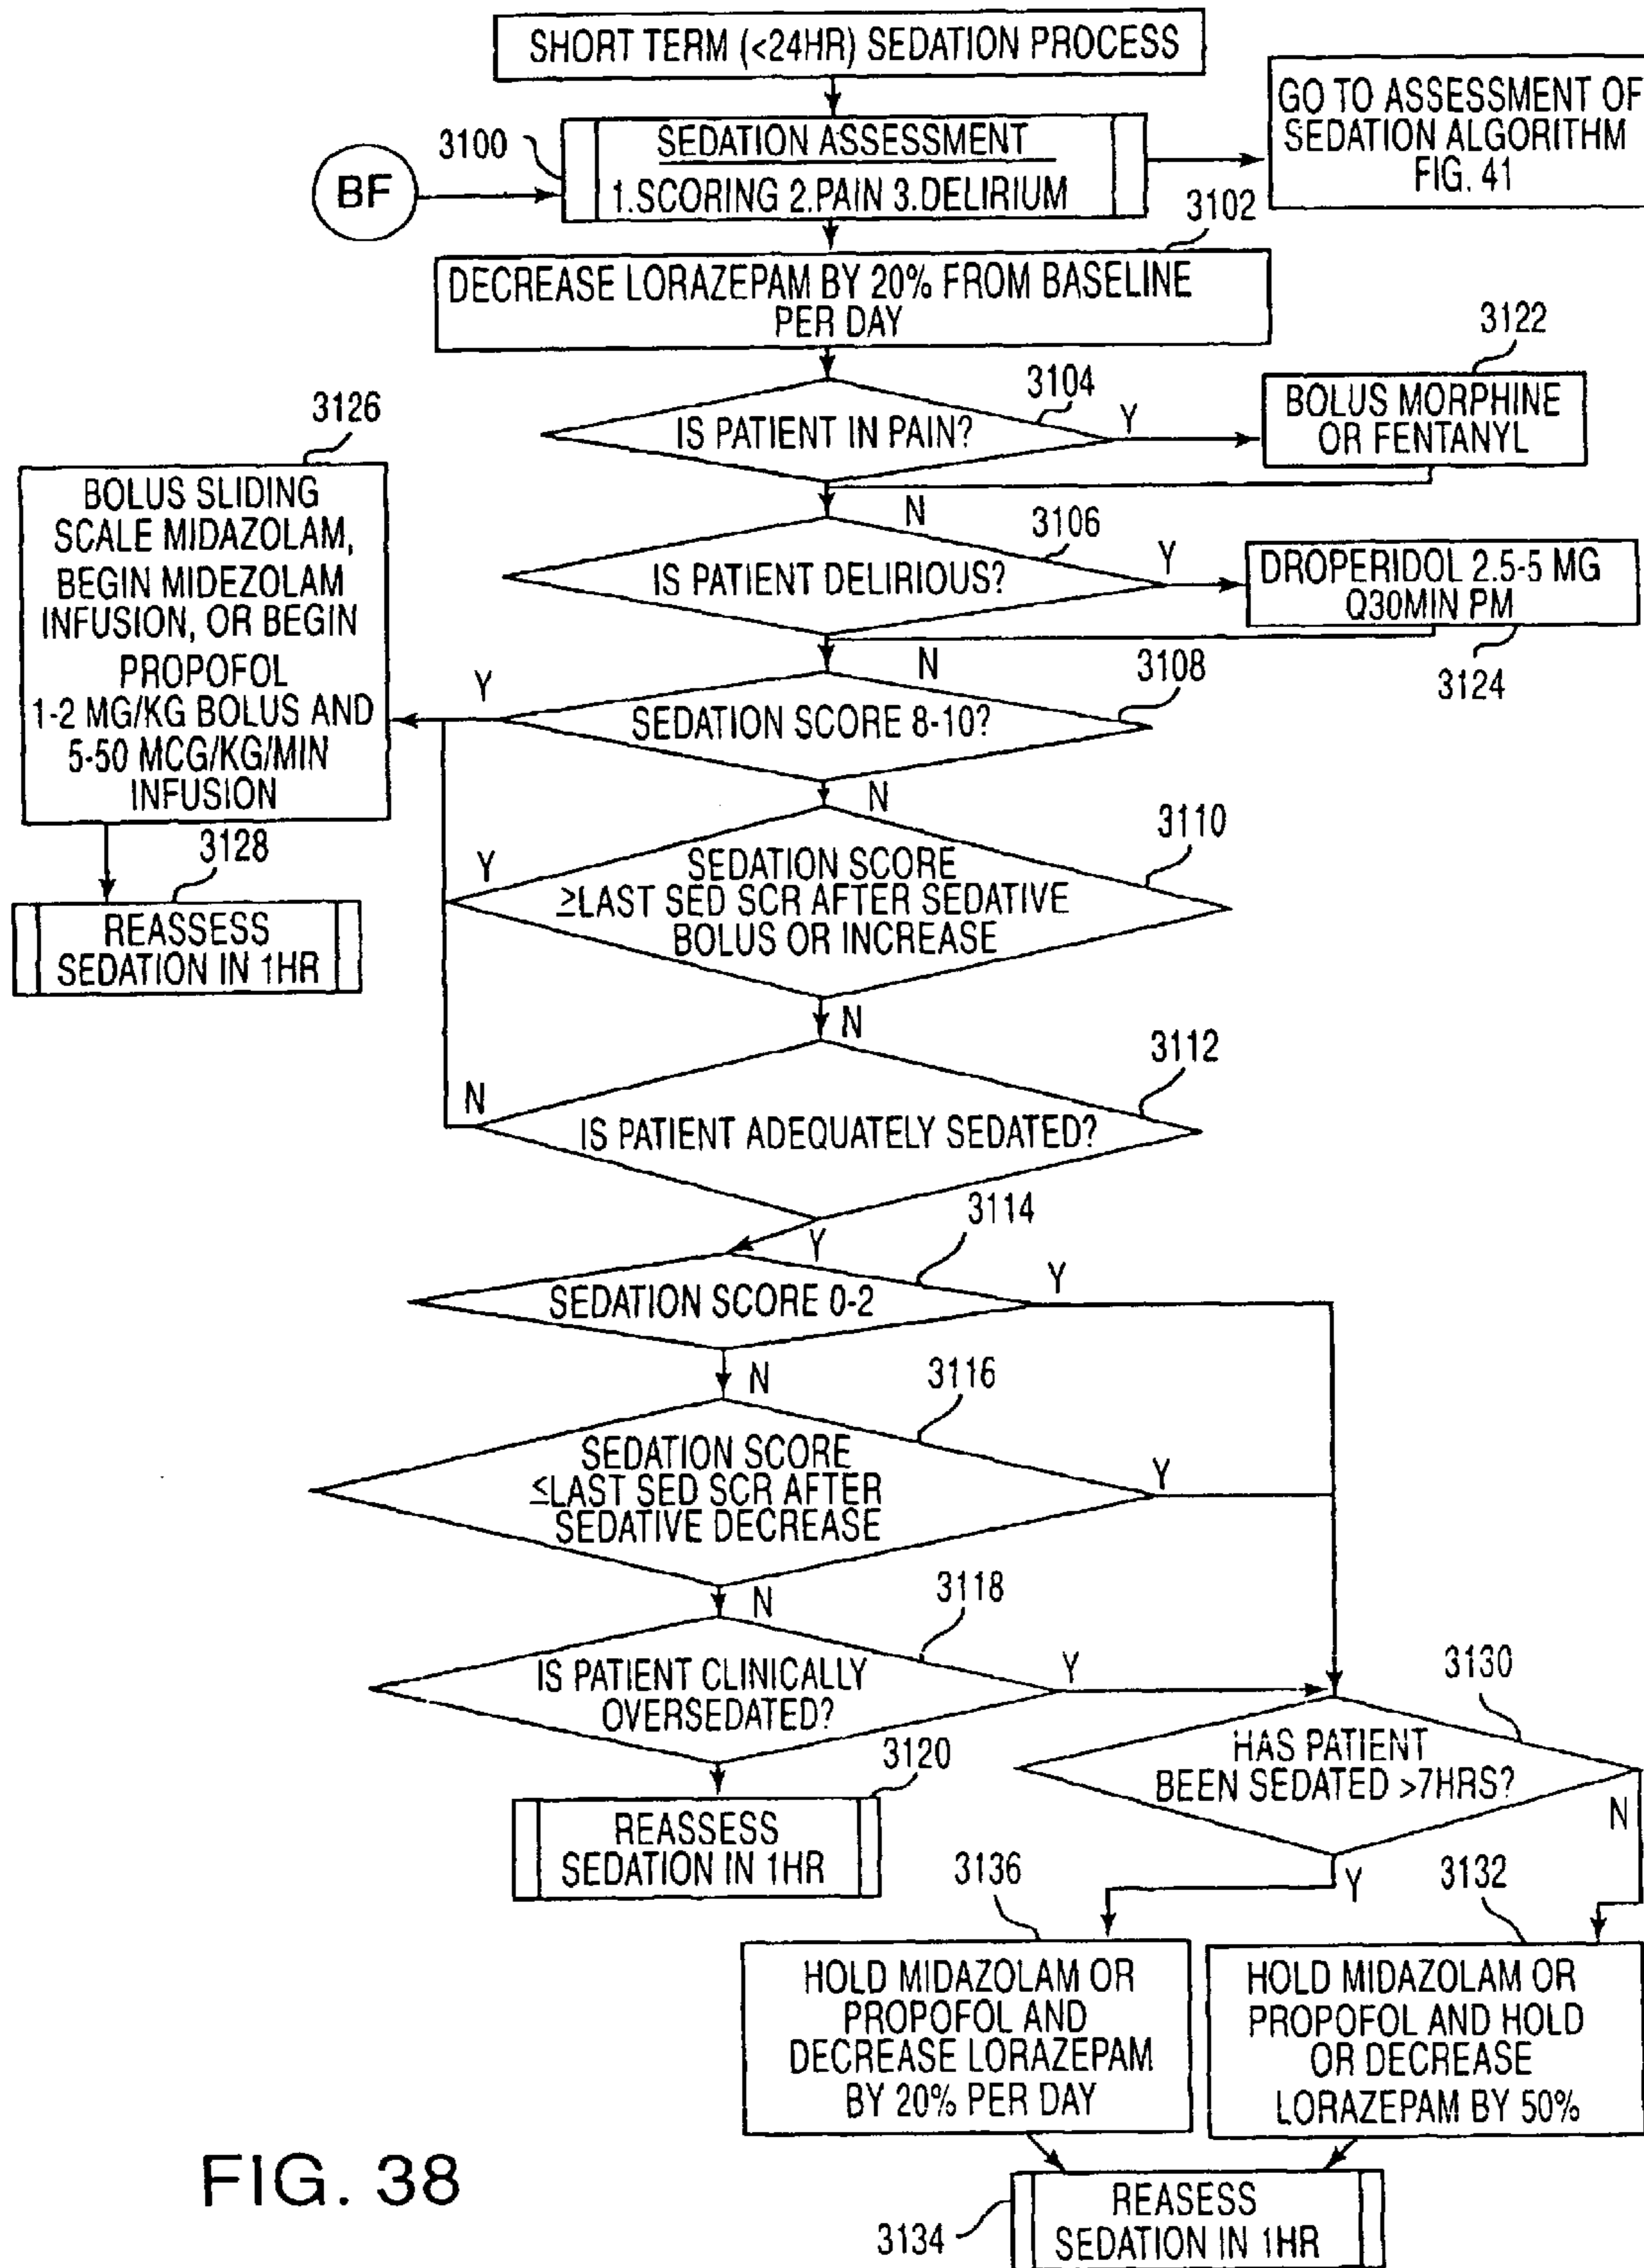 SHORT TERM (<24HR) SEDATION PROCESS
GO TO ASSESSMENT OF
SEDATION ALGORITHM
FIG. 41
3100
SEDATION ASSESSMENT
1.SCORING 2.PAIN 3.DELIRIUM
BF
3102
DECREASE LORAZEPAM BY 20% FROM BASELINE
PER DAY
3104
IS PATIENT IN PAIN?
Y
3122
BOLUS MORPHINE
OR FENTANYL
N
3106
IS PATIENT DELIRIOUS?
Y
DROPERIDOL 2.5-5 MG
Q30MIN PM
3124
N
3108
SEDATION SCORE 8-10?
Y
3126
BOLUS SLIDING
SCALE MIDAZOLAM,
BEGIN MIDEZOLAM
INFUSION, OR BEGIN
PROPOFOL
1-2 MG/KG BOLUS AND
5-50 MCG/KG/MIN
INFUSION
3128
REASSESS
SEDATION IN 1HR
N
3110
SEDATION SCORE
≥LAST SED SCR AFTER SEDATIVE
BOLUS OR INCREASE
Y
N
3112
IS PATIENT ADEQUATELY SEDATED?
N
Y
3114
SEDATION SCORE 0-2
Y
N
3116
SEDATION SCORE
≤LAST SED SCR AFTER
SEDATIVE DECREASE
Y
N
3118
IS PATIENT CLINICALLY
OVERSEDATED?
Y
3120
REASSESS
SEDATION IN 1HR
3130
HAS PATIENT
BEEN SEDATED >7HRS?
N
Y
3136
HOLD MIDAZOLAM OR
PROPOFOL AND
DECREASE LORAZEPAM
BY 20% PER DAY
3132
HOLD MIDAZOLAM OR
PROPOFOL AND HOLD
OR DECREASE
LORAZEPAM BY 50%
3134
REASESS
SEDATION IN 1HR
FIG. 38